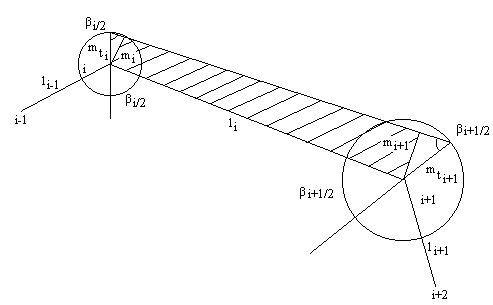 βi/2
mti
mi
i
li-1
βi/2
i-1
li
mi+1
βi+1/2
mti+1
βi+1/2
i+1
li+1
i+2